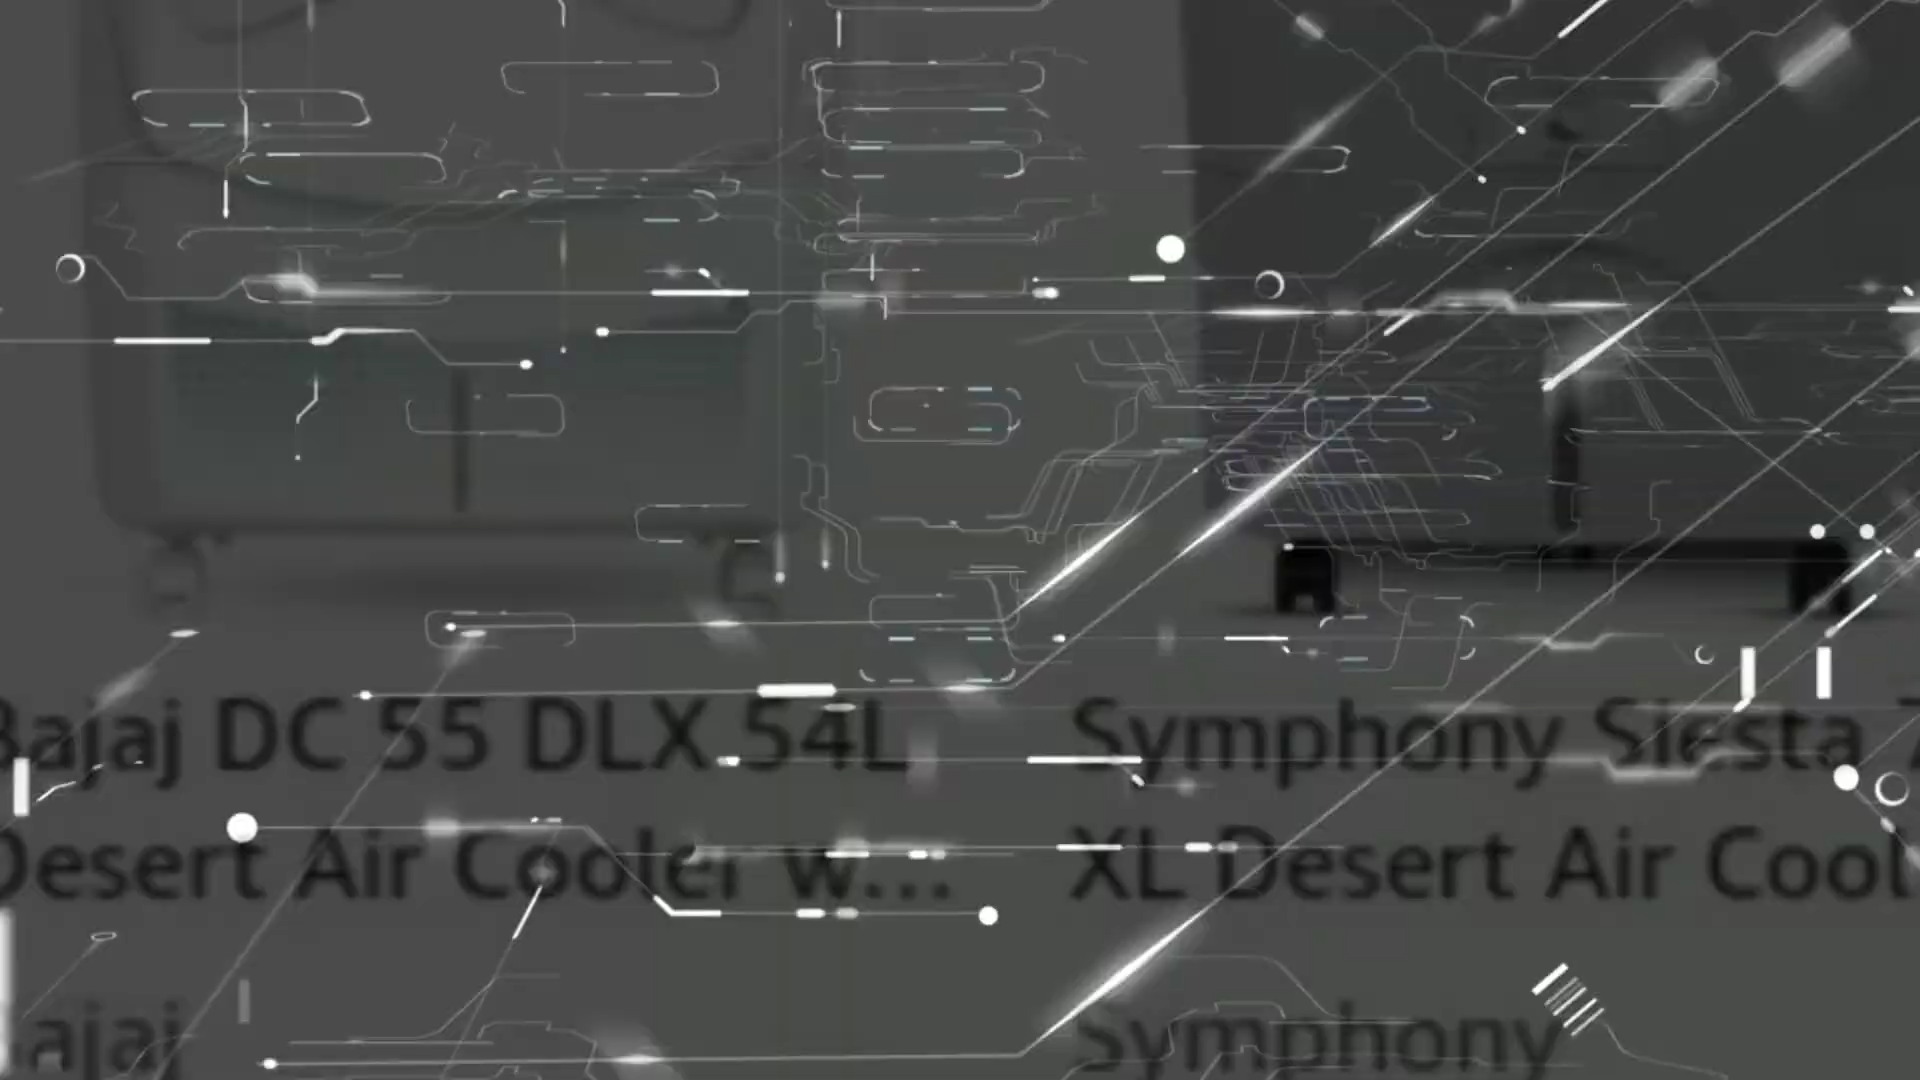 Bajaj DC 55 DLX 54L
Desert Air Cooler w...
Bajaj
Symphony Siesta 7
XL Desert Air Cool
Symphony